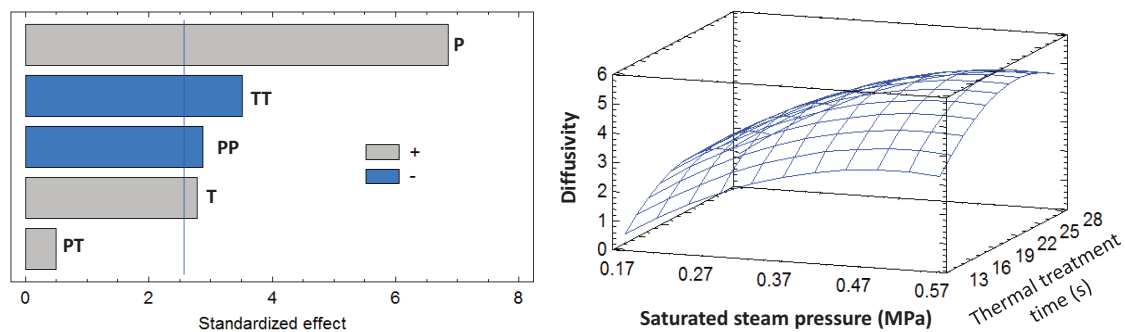 P
TT
PP
T
PT
+
-
0 2 4 6 8
Standardized effect
Diffusivity
6
5
4
3
2
1
0
0.17 0.27 0.37 0.47 0.57
Saturated steam pressure (MPa)
13 16 19 22 25 28
Thermal treatment
time (s)